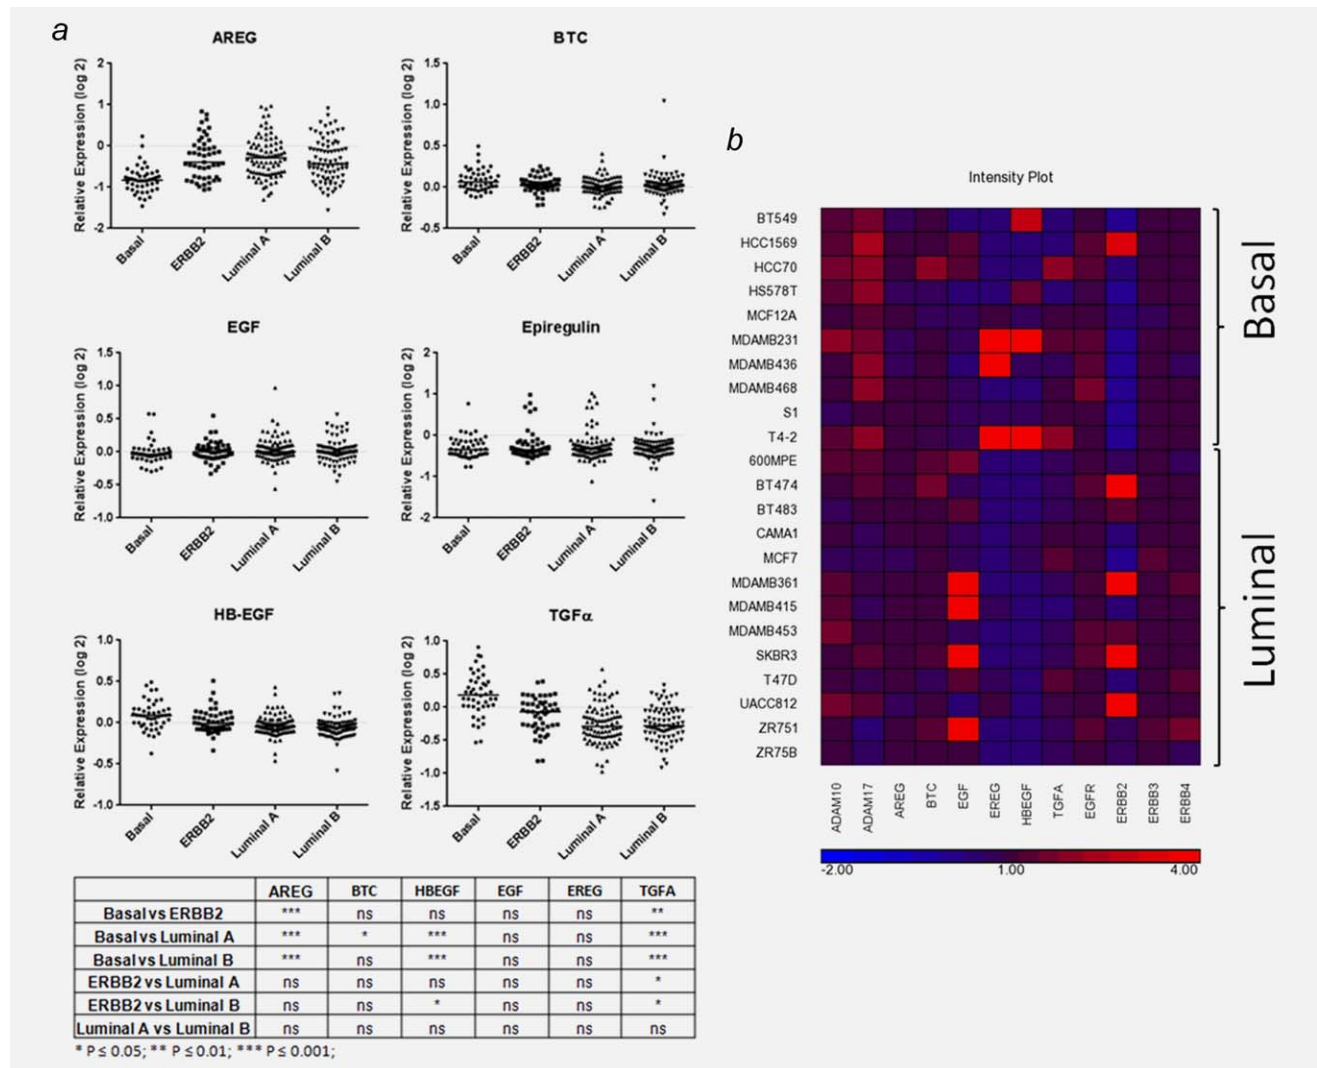 a
AREG
BTC
Relative Expression (log 2)
2
1
0
-1
-2
Basal
ERBB2
Luminal A
Luminal B
Relative Expression (log 2)
1.5
1.0
0.5
0.0
-0.5
Basal
ERBB2
Luminal A
Luminal B
EGF
Epiregulin
Relative Expression (log 2)
1.5
1.0
0.5
0.0
-0.5
-1.0
Basal
ERBB2
Luminal A
Luminal B
Relative Expression (log 2)
2
1
0
-1
-2
Basal
ERBB2
Luminal A
Luminal B
HB-EGF
TGFα
Relative Expression (log 2)
1.0
0.5
0.0
-0.5
-1.0
Basal
ERBB2
Luminal A
Luminal B
Relative Expression (log 2)
1.0
0.5
0.0
-0.5
-1.0
-1.5
Basal
ERBB2
Luminal A
Luminal B
AREG BTC HBEGF EGF EREG TGFA
Basal vs ERBB2 *** ns ns ns ns **
Basal vs Luminal A *** * *** ns ns ***
Basal vs Luminal B *** ns *** ns ns ***
ERBB2 vs Luminal A ns ns ns ns ns *
ERBB2 vs Luminal B ns ns * ns ns *
Luminal A vs Luminal B ns ns ns ns ns ns
* P ≤ 0.05; ** P ≤ 0.01; *** P ≤ 0.001;
b
Intensity Plot
BT549
HCC1569
HCC70
HS578T
MCF12A
MDAMB231
MDAMB436
MDAMB468
S1
T4-2
600MPE
BT474
BT483
CAMA1
MCF7
MDAMB361
MDAMB415
MDAMB453
SKBR3
T47D
UACC812
ZR751
ZR75B
Basal
Luminal
ADAM10
ADAM17
AREG
BTC
EGF
EREG
HBEGF
TGFA
EGFR
ERBB2
ERBB3
ERBB4
-2.00 1.00 4.00